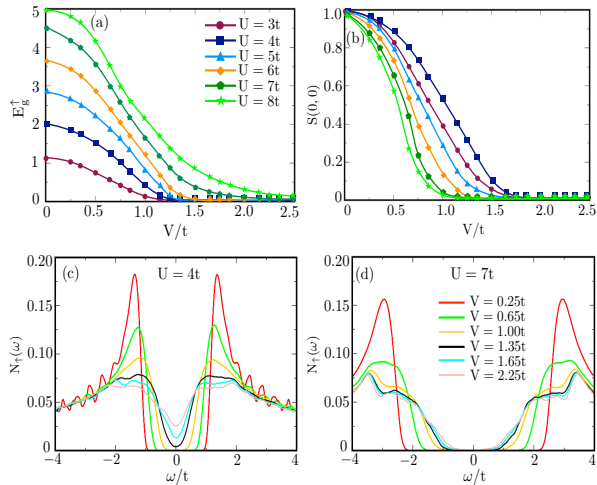 (a)
U = 3t
U = 4t
U = 5t
U = 6t
U = 7t
U = 8t
E_g^↑
5
4
3
2
1
0
0.0 0.5 1.0 1.5 2.0 2.5
V/t
(b)
S(0, 0)
1.0
0.8
0.6
0.4
0.2
0.0 0.5 1.0 1.5 2.0 2.5
V/t
(c) U = 4t
N↑(ω)
0.20
0.15
0.10
0.05
0
−4 −2 0 2 4
ω/t
(d) U = 7t
V = 0.25t
V = 0.65t
V = 1.00t
V = 1.35t
V = 1.65t
V = 2.25t
N↑(ω)
0.20
0.15
0.10
0.05
0
−4 −2 0 2 4
ω/t